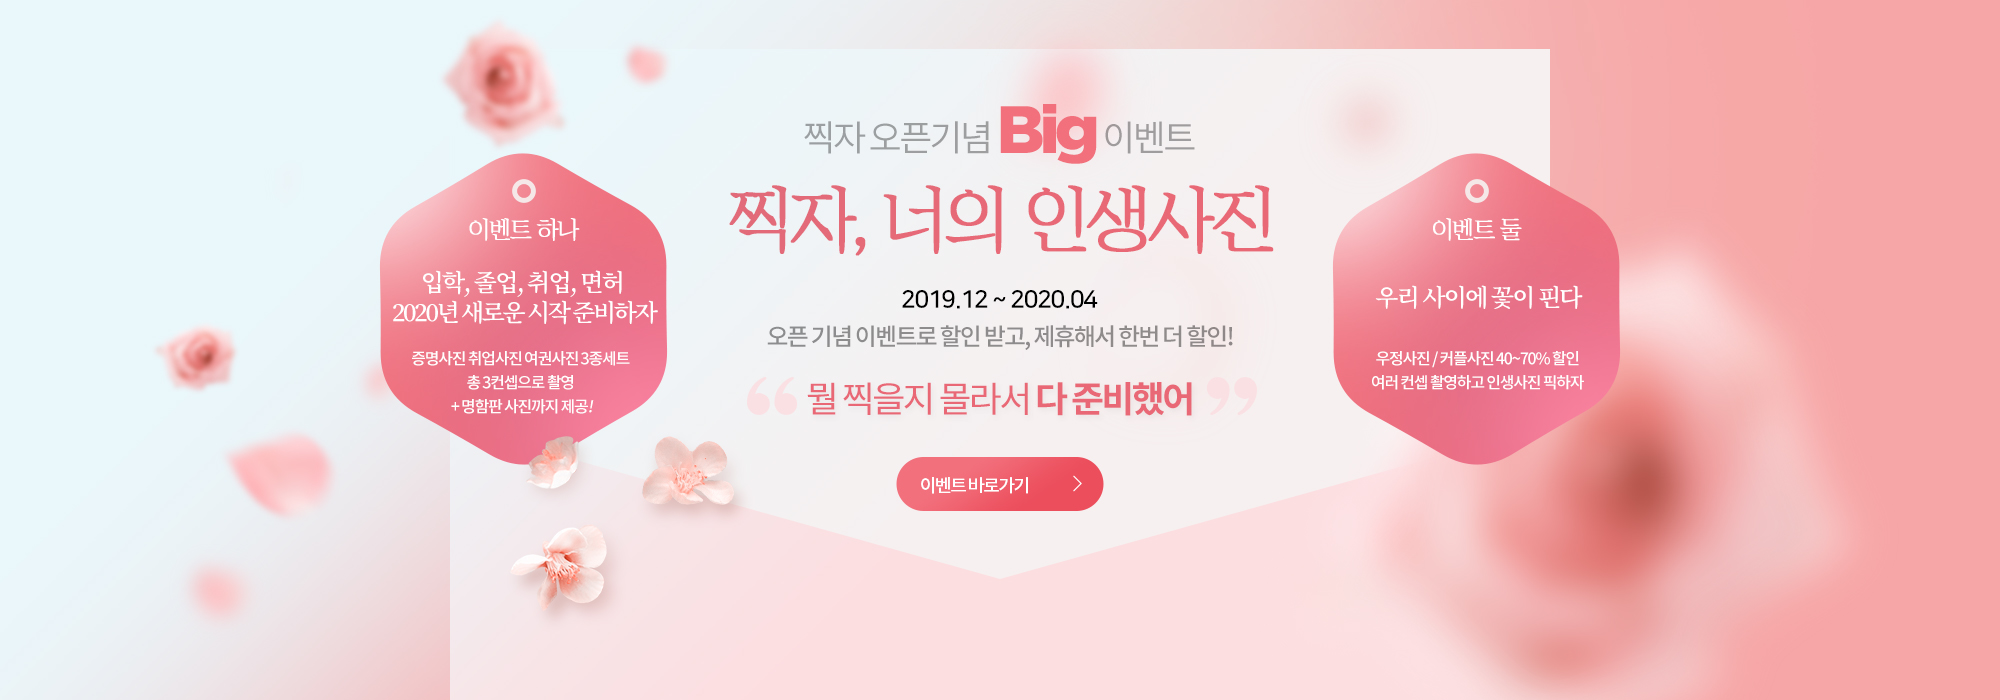 찍자 오픈기념 Big 이벤트
찍자, 너의 인생사진
2019.12 ~ 2020.04
오픈 기념 이벤트로 할인 받고, 제휴해서 한번 더 할인!
“ 뭘 찍을지 몰라서 다 준비했어 ”
이벤트 바로가기 >
이벤트 하나
입학, 졸업, 취업, 면허
2020년 새로운 시작 준비하자
증명사진 취업사진 여권사진 3종세트
총 3컨셉으로 촬영
+ 명함판 사진까지 제공!
이벤트 둘
우리 사이에 꽃이 핀다
우정사진 / 커플사진 40~70% 할인
여러 컨셉 촬영하고 인생사진 픽하자